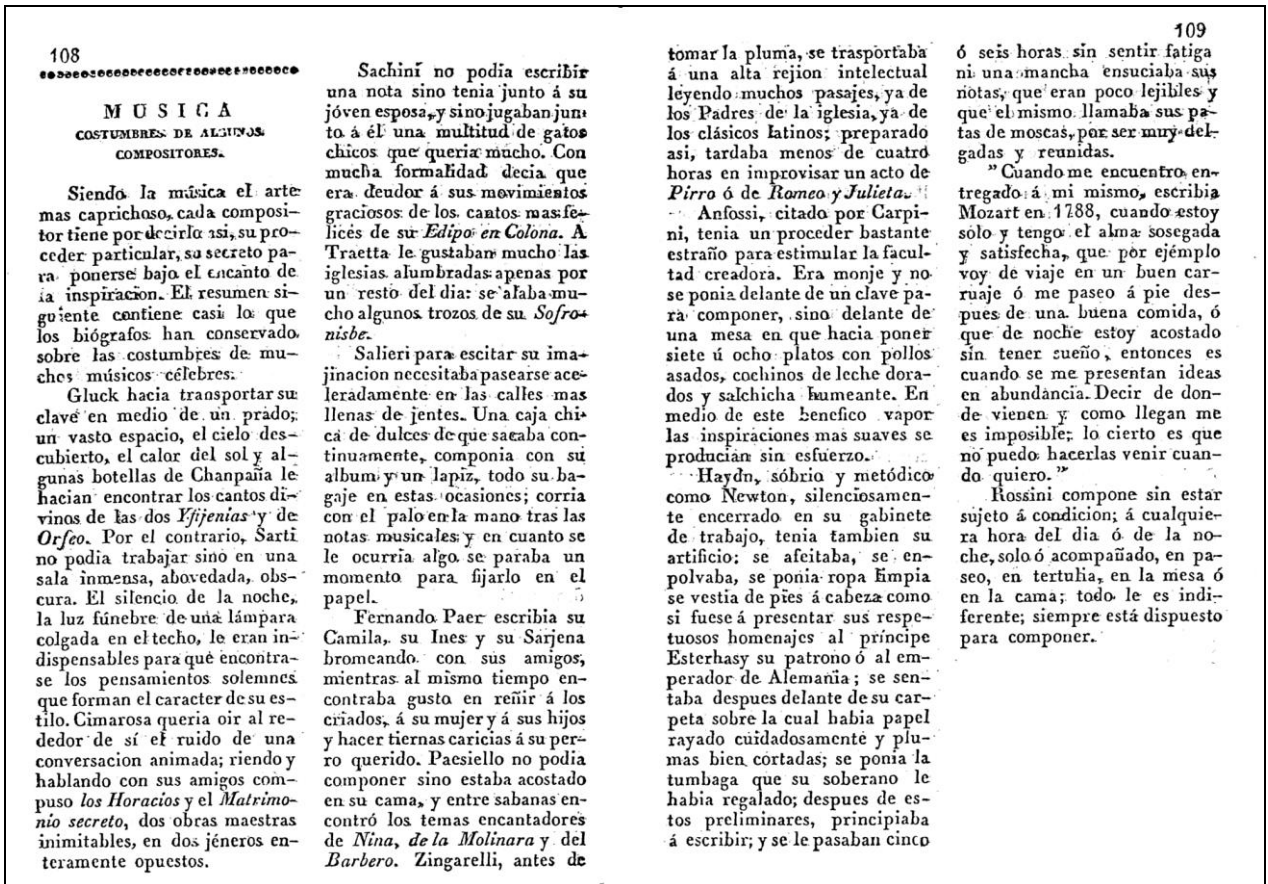 108
MÚSICA
COSTUMBRES DE ALGUNOS
COMPOSITORES.
Siendo la música el arte
mas caprichoso, cada composi-
tor tiene por decirlo asi, su pro-
ceder particular, su secreto pa-
ra ponerse bajo el encanto de
la inspiracion. El resumen si-
guiente contiene casi lo que
los biógrafos han conservado
sobre las costumbres de mu-
chos músicos célebres.
Gluck hacia transportar su
clave en medio de un prado;
un vasto espacio, el cielo des-
cubierto, el calor del sol y al-
gunas botellas de Chanpaña le
hacian encontrar los cantos di-
vinos de las dos Yfijenias y de
Orfeo. Por el contrario, Sarti
no podia trabajar sino en una
sala inmensa, abovedada, obs-
cura. El silencio de la noche,
la luz fúnebre de una lámpara
colgada en el techo, le eran in-
dispensables para que encontra-
se los pensamientos solemnes
que forman el caracter de su es-
tilo. Cimarosa queria oir al re-
dedor de sí el ruido de una
conversacion animada; riendo y
hablando con sus amigos com-
puso los Horacios y el Matrimo-
nio secreto, dos obras maestras
inimitables, en dos jéneros en-
teramente opuestos.
Sachini no podia escribir
una nota sino tenia junto á su
jóven esposa, y sino jugaban jun-
to á él una multitud de gatos
chicos que queria mucho. Con
mucha formalidad decia que
era deudor á sus movimientos
graciosos de los cantos mas fe-
lices de su Edipo en Colona. A
Traetta le gustaban mucho las
iglesias alumbradas apenas por
un resto del dia: se alaba mu-
cho algunos trozos de su Sofro-
nisbe.
Salieri para escitar su ima-
jinacion necesitaba pasearse ace-
leradamente en las calles mas
llenas de jentes. Una caja chi-
ca de dulces de que sacaba con-
tinuamente, componia con su
album y un lapiz, todo su ba-
gaje en estas ocasiones; corria
con el palo en la mano tras las
notas musicales y en cuanto se
le ocurria algo se paraba un
momento para fijarlo en el
papel.
Fernando Paer escribia su
Camila, su Ines y su Sarjena
bromeando con sus amigos,
mientras al mismo tiempo en-
contraba gusto en reñir á los
criados, á su mujer y á sus hijos
y hacer tiernas caricias á su per-
ro querido. Paesiello no podia
componer sino estaba acostado
en su cama, y entre sabanas en-
contró los temas encantadores
de Nina, de la Molinara y del
Barbero. Zingarelli, antes de
109
tomar la pluma, se trasportaba
á una alta rejion intelectual
leyendo muchos pasajes, ya de
los Padres de la iglesia, ya de
los clásicos latinos; preparado
asi, tardaba menos de cuatro
horas en improvisar un acto de
Pirro ó de Romeo y Julieta.
Anfossi, citado por Carpi-
ni, tenia un proceder bastante
estraño para estimular la facul-
tad creadora. Era monje y no
se ponia delante de un clave pa-
ra componer, sino delante de
una mesa en que hacia poner
siete ú ocho platos con pollos
asados, cochinos de leche dora-
dos y salchicha humeante. En
medio de este benefico vapor
las inspiraciones mas suaves se
producian sin esfuerzo.
Haydn, sóbrio y metódico
como Newton, silenciosamen-
te encerrado en su gabinete
de trabajo, tenia tambien su
artificio: se afeitaba, se en-
polvaba, se ponia ropa limpia
se vestia de pies á cabeza como
si fuese á presentar sus respe-
tuosos homenajes al príncipe
Esterhasy su patrono ó al em-
perador de Alemania; se sen-
taba despues delante de su car-
peta sobre la cual habia papel
rayado cuidadosamente y plu-
mas bien cortadas; se ponia la
tumbaga que su soberano le
habia regalado; despues de es-
tos preliminares, principiaba
á escribir; y se le pasaban cinco
ó seis horas sin sentir fatiga
ni una mancha ensuciaba sus
notas, que eran poco lejibles y
que el mismo llamaba sus pa-
tas de moscas, por ser muy del-
gadas y reunidas.
"Cuando me encuentro en-
tregado á mi mismo, escribia
Mozart en 1788, cuando estoy
solo y tengo el alma sosegada
y satisfecha, que por ejémplo
voy de viaje en un buen car-
ruaje ó me paseo á pie des-
pues de una buena comida, ó
que de noche estoy acostado
sin tener sueño, entonces es
cuando se me presentan ideas
en abundancia. Decir de don-
de vienen y como llegan me
es imposible; lo cierto es que
no puedo hacerlas venir cuan-
do quiero."
Rossini compone sin estar
sujeto á condicion; á cualquie-
ra hora del dia ó de la no-
che, solo ó acompañado, en pa-
seo, en tertulia, en la mesa ó
en la cama; todo le es indi-
ferente; siempre está dispuesto
para componer.